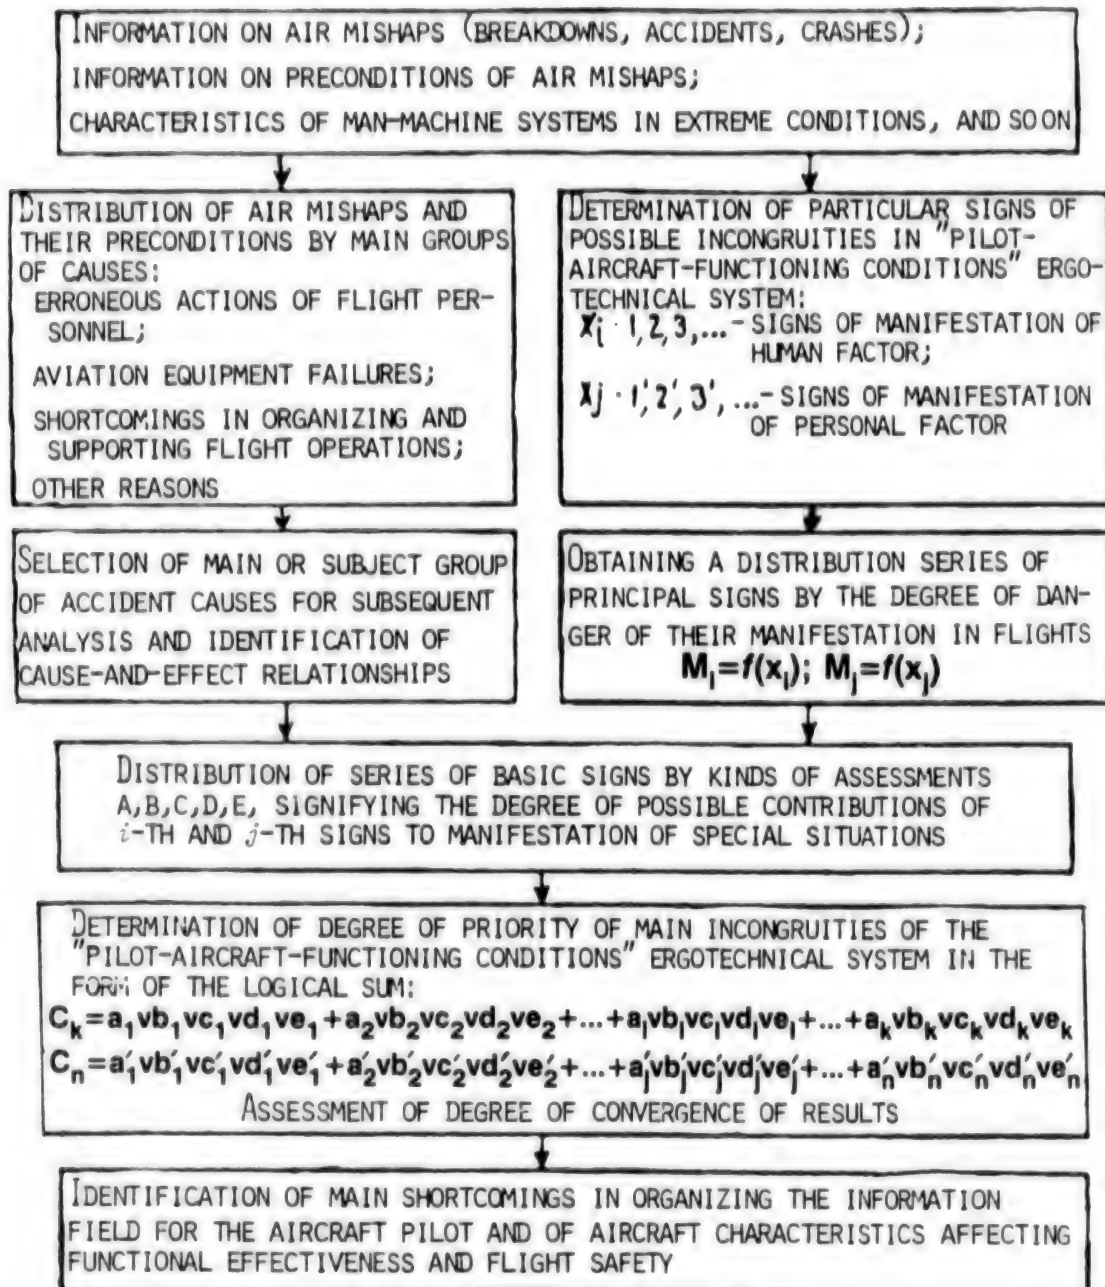 INFORMATION ON AIR MISHAPS (BREAKDOWNS, ACCIDENTS, CRASHES);
INFORMATION ON PRECONDITIONS OF AIR MISHAPS;
CHARACTERISTICS OF MAN-MACHINE SYSTEMS IN EXTREME CONDITIONS, AND SOON
DISTRIBUTION OF AIR MISHAPS AND
THEIR PRECONDITIONS BY MAIN GROUPS
OF CAUSES:
ERRONEOUS ACTIONS OF FLIGHT PER-
SONNEL;
AVIATION EQUIPMENT FAILURES;
SHORTCOMINGS IN ORGANIZING AND
SUPPORTING FLIGHT OPERATIONS;
OTHER REASONS
DETERMINATION OF PARTICULAR SIGNS OF
POSSIBLE INCONGRUITIES IN "PILOT-
AIRCRAFT-FUNCTIONING CONDITIONS" ERGO-
TECHNICAL SYSTEM:
Xi · 1, 2, 3, ... - SIGNS OF MANIFESTATION OF
HUMAN FACTOR;
Xj · 1', 2', 3', ... - SIGNS OF MANIFESTATION
OF PERSONAL FACTOR
SELECTION OF MAIN OR SUBJECT GROUP
OF ACCIDENT CAUSES FOR SUBSEQUENT
ANALYSIS AND IDENTIFICATION OF
CAUSE-AND-EFFECT RELATIONSHIPS
OBTAINING A DISTRIBUTION SERIES OF
PRINCIPAL SIGNS BY THE DEGREE OF DAN-
GER OF THEIR MANIFESTATION IN FLIGHTS
Mi=f(xi); Mj=f(xj)
DISTRIBUTION OF SERIES OF BASIC SIGNS BY KINDS OF ASSESSMENTS
A,B,C,D,E, SIGNIFYING THE DEGREE OF POSSIBLE CONTRIBUTIONS OF
i-TH AND j-TH SIGNS TO MANIFESTATION OF SPECIAL SITUATIONS
DETERMINATION OF DEGREE OF PRIORITY OF MAIN INCONGRUITIES OF THE
"PILOT-AIRCRAFT-FUNCTIONING CONDITIONS" ERGOTECHNICAL SYSTEM IN THE
FORM OF THE LOGICAL SUM:
Ck=a1vb1vc1vd1ve1+a2vb2vc2vd2ve2+...+aivbivcivdivei+...+akvbkvckvdkvek
Cn=a'1vb'1vc'1vd'1ve'1+a'2vb'2vc'2vd'2ve'2+...+a'jvb'jvc'jvd'jve'j+...+a'nvb'nvc'nvd'nve'n
ASSESSMENT OF DEGREE OF CONVERGENCE OF RESULTS
IDENTIFICATION OF MAIN SHORTCOMINGS IN ORGANIZING THE INFORMATION
FIELD FOR THE AIRCRAFT PILOT AND OF AIRCRAFT CHARACTERISTICS AFFECTING
FUNCTIONAL EFFECTIVENESS AND FLIGHT SAFETY